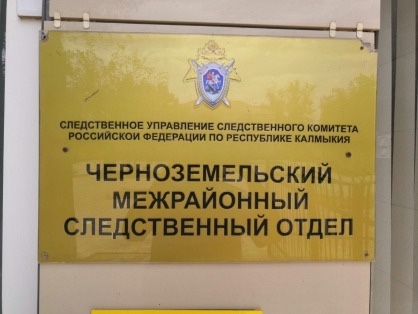 СЛЕДСТВЕННОЕ УПРАВЛЕНИЕ СЛЕДСТВЕННОГО КОМИТЕТА
РОССИЙСКОЙ ФЕДЕРАЦИИ ПО РЕСПУБЛИКЕ КАЛМЫКИЯ
ЧЕРНОЗЕМЕЛЬСКИЙ
МЕЖРАЙОННЫЙ
СЛЕДСТВЕННЫЙ ОТДЕЛ